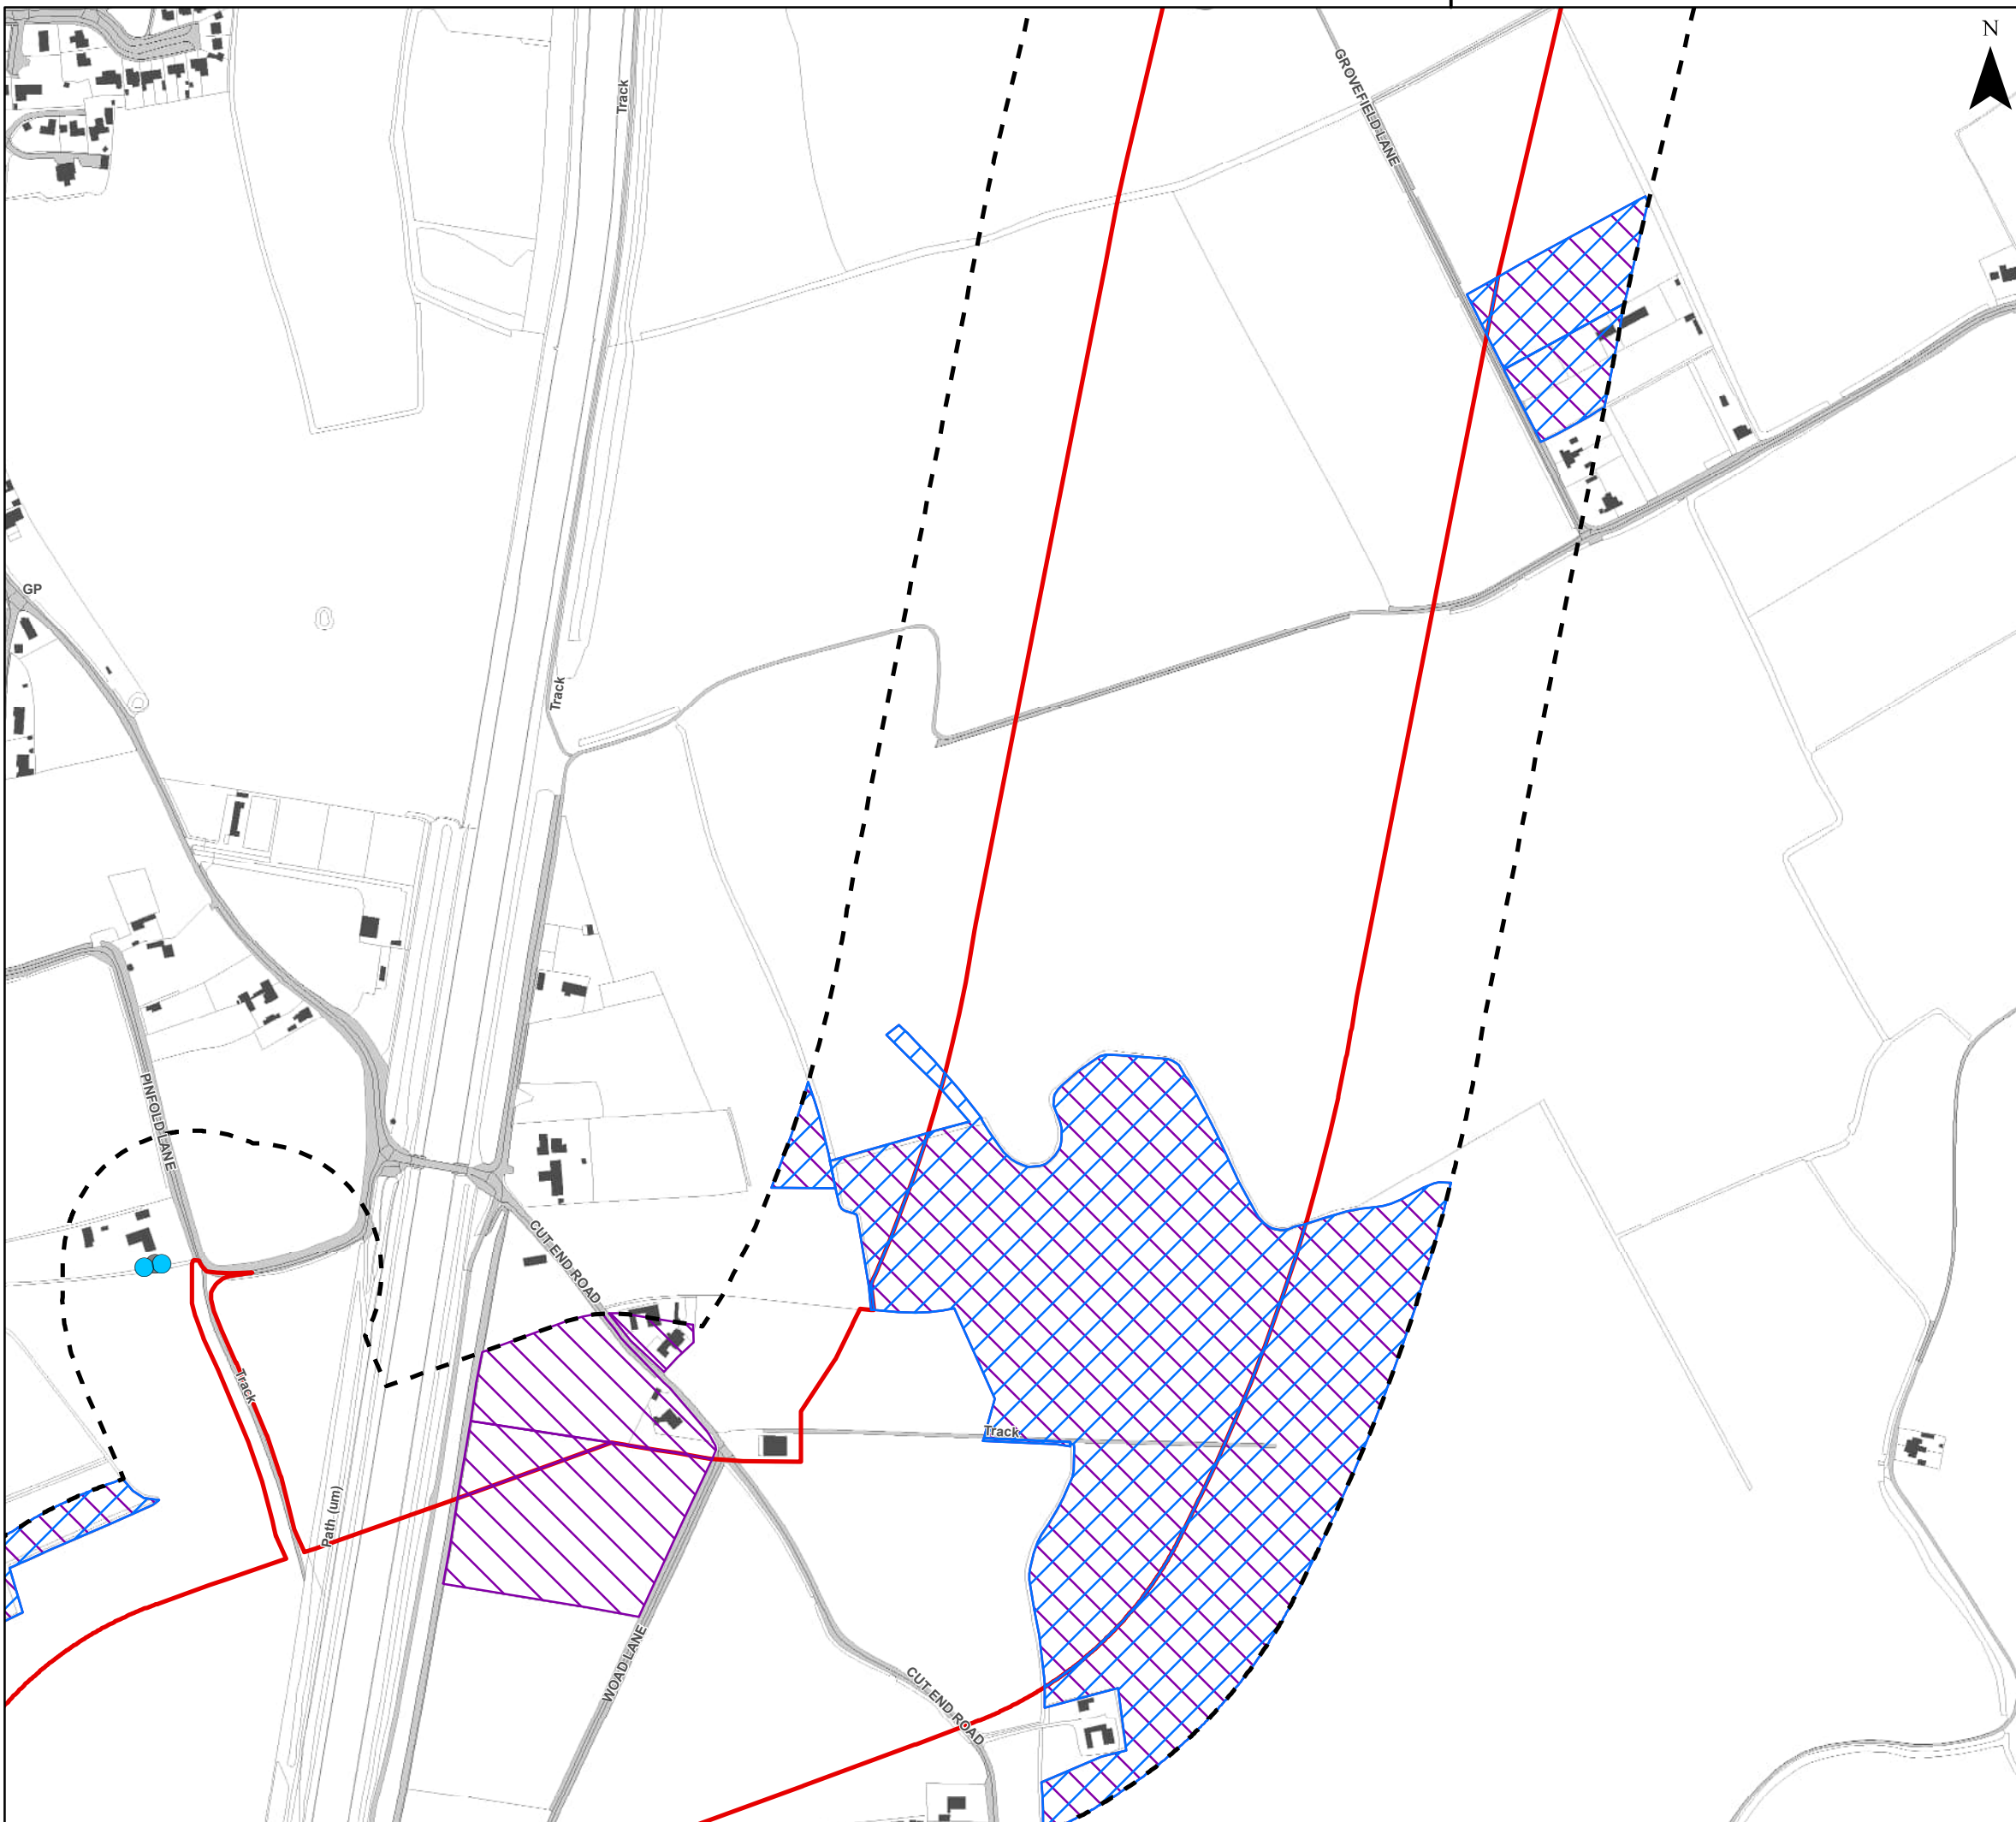 N
Track
GROVEFIELD LANE
GP
Track
PINFOLD LANE
CUT END ROAD
Track
Track
Path (um)
WOAD LANE
CUT END ROAD